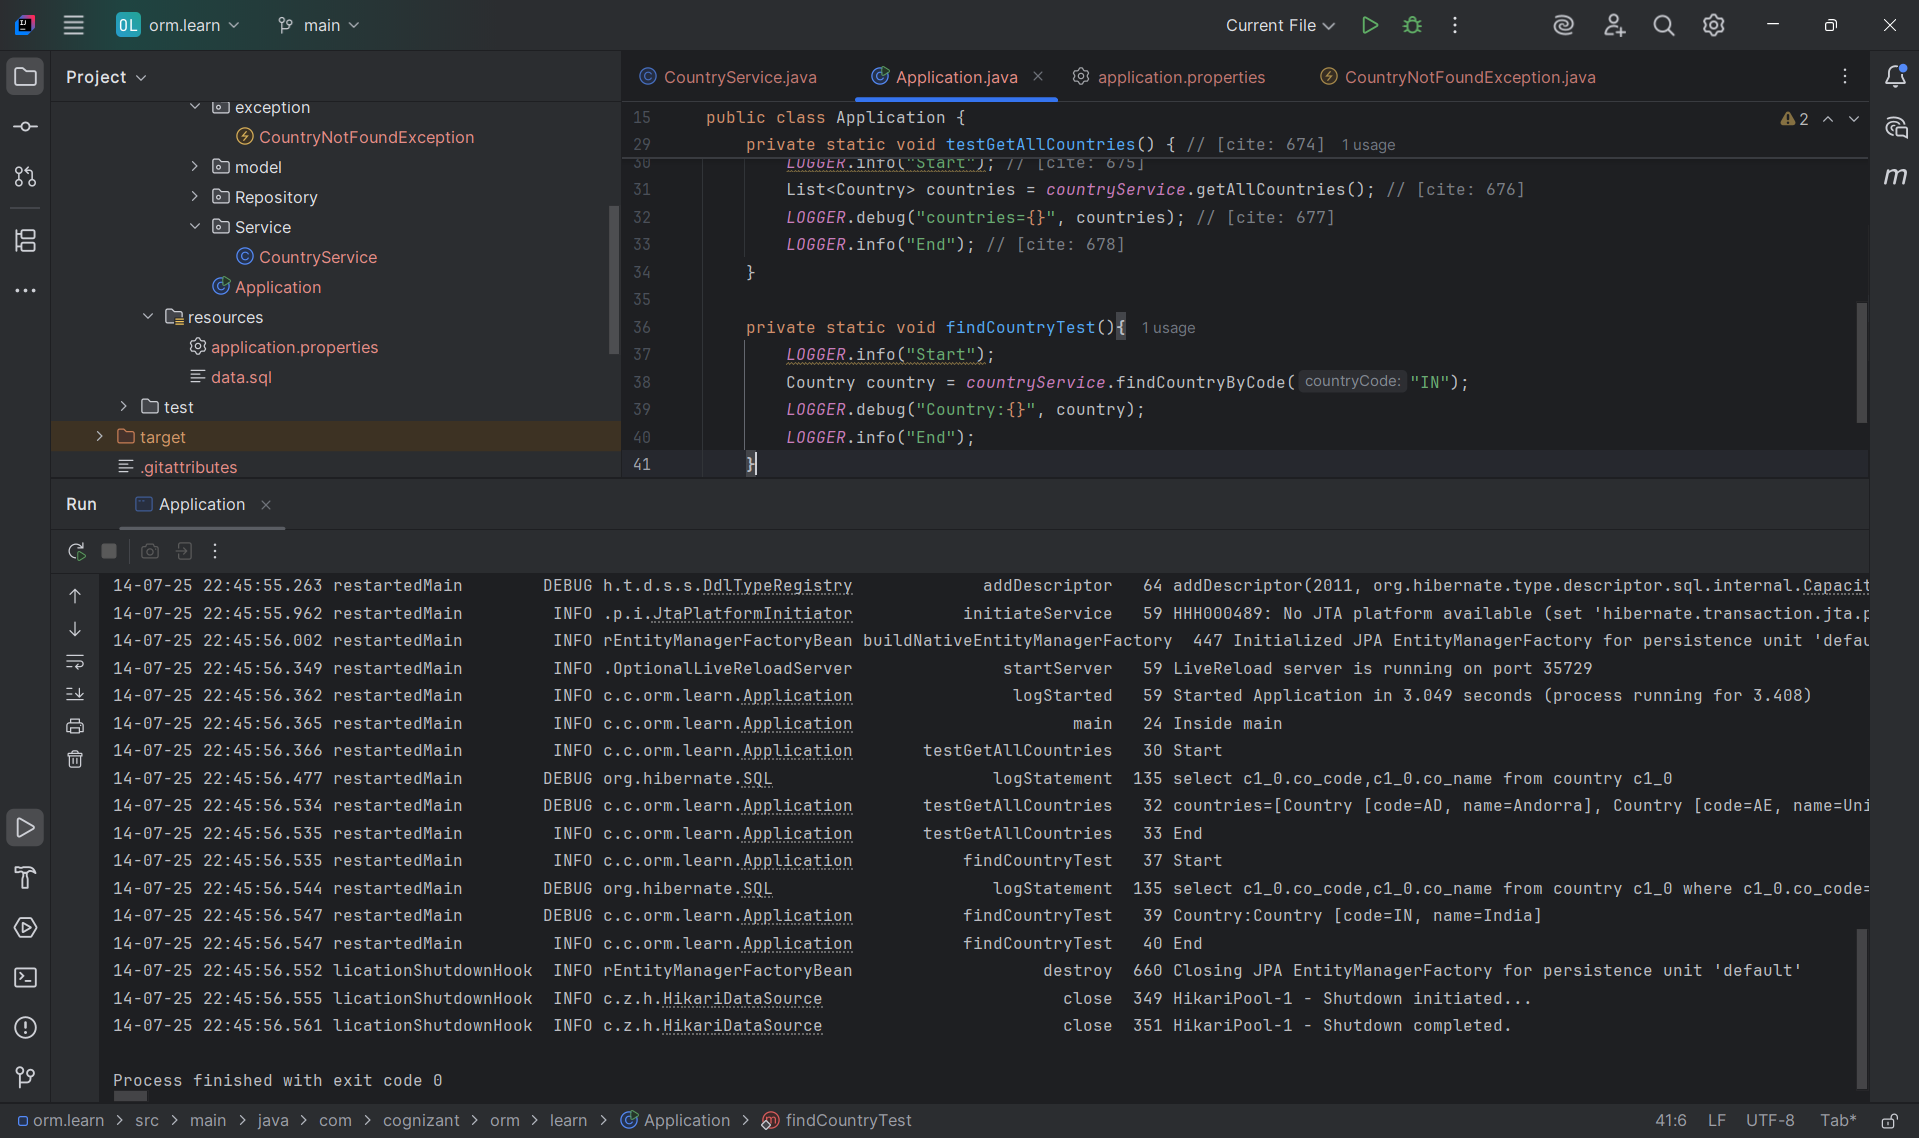 OL orm.learn main Current File
Project
exception
CountryNotFoundException
model
Repository
Service
CountryService
Application
resources
application.properties
data.sql
test
target
.gitattributes
CountryService.java Application.java application.properties CountryNotFoundException.java
15 public class Application { 2
29 private static void testGetAllCountries() { // [cite: 674] 1 usage
30 LOGGER.info("Start"); // [cite: 675]
31 List<Country> countries = countryService.getAllCountries(); // [cite: 676]
32 LOGGER.debug("countries={}", countries); // [cite: 677]
33 LOGGER.info("End"); // [cite: 678]
34 }
35
36 private static void findCountryTest(){ 1 usage
37 LOGGER.info("Start");
38 Country country = countryService.findCountryByCode( countryCode: "IN");
39 LOGGER.debug("Country:{}", country);
40 LOGGER.info("End");
41 }
m
Run Application
14-07-25 22:45:55.263 restartedMain DEBUG h.t.d.s.s.DdlTypeRegistry addDescriptor 64 addDescriptor(2011, org.hibernate.type.descriptor.sql.internal.Capacit
14-07-25 22:45:55.962 restartedMain INFO .p.i.JtaPlatformInitiator initiateService 59 HHH000489: No JTA platform available (set 'hibernate.transaction.jta.p
14-07-25 22:45:56.002 restartedMain INFO rEntityManagerFactoryBean buildNativeEntityManagerFactory 447 Initialized JPA EntityManagerFactory for persistence unit 'defau
14-07-25 22:45:56.349 restartedMain INFO .OptionalLiveReloadServer startServer 59 LiveReload server is running on port 35729
14-07-25 22:45:56.362 restartedMain INFO c.c.orm.learn.Application logStarted 59 Started Application in 3.049 seconds (process running for 3.408)
14-07-25 22:45:56.365 restartedMain INFO c.c.orm.learn.Application main 24 Inside main
14-07-25 22:45:56.366 restartedMain INFO c.c.orm.learn.Application testGetAllCountries 30 Start
14-07-25 22:45:56.477 restartedMain DEBUG org.hibernate.SQL logStatement 135 select c1_0.co_code,c1_0.co_name from country c1_0
14-07-25 22:45:56.534 restartedMain DEBUG c.c.orm.learn.Application testGetAllCountries 32 countries=[Country [code=AD, name=Andorra], Country [code=AE, name=Uni
14-07-25 22:45:56.535 restartedMain INFO c.c.orm.learn.Application testGetAllCountries 33 End
14-07-25 22:45:56.535 restartedMain INFO c.c.orm.learn.Application findCountryTest 37 Start
14-07-25 22:45:56.544 restartedMain DEBUG org.hibernate.SQL logStatement 135 select c1_0.co_code,c1_0.co_name from country c1_0 where c1_0.co_code=
14-07-25 22:45:56.547 restartedMain DEBUG c.c.orm.learn.Application findCountryTest 39 Country:Country [code=IN, name=India]
14-07-25 22:45:56.547 restartedMain INFO c.c.orm.learn.Application findCountryTest 40 End
14-07-25 22:45:56.552 licationShutdownHook INFO rEntityManagerFactoryBean destroy 660 Closing JPA EntityManagerFactory for persistence unit 'default'
14-07-25 22:45:56.555 licationShutdownHook INFO c.z.h.HikariDataSource close 349 HikariPool-1 - Shutdown initiated...
14-07-25 22:45:56.561 licationShutdownHook INFO c.z.h.HikariDataSource close 351 HikariPool-1 - Shutdown completed.
Process finished with exit code 0
orm.learn > src > main > java > com > cognizant > orm > learn > Application > findCountryTest 41:6 LF UTF-8 Tab*